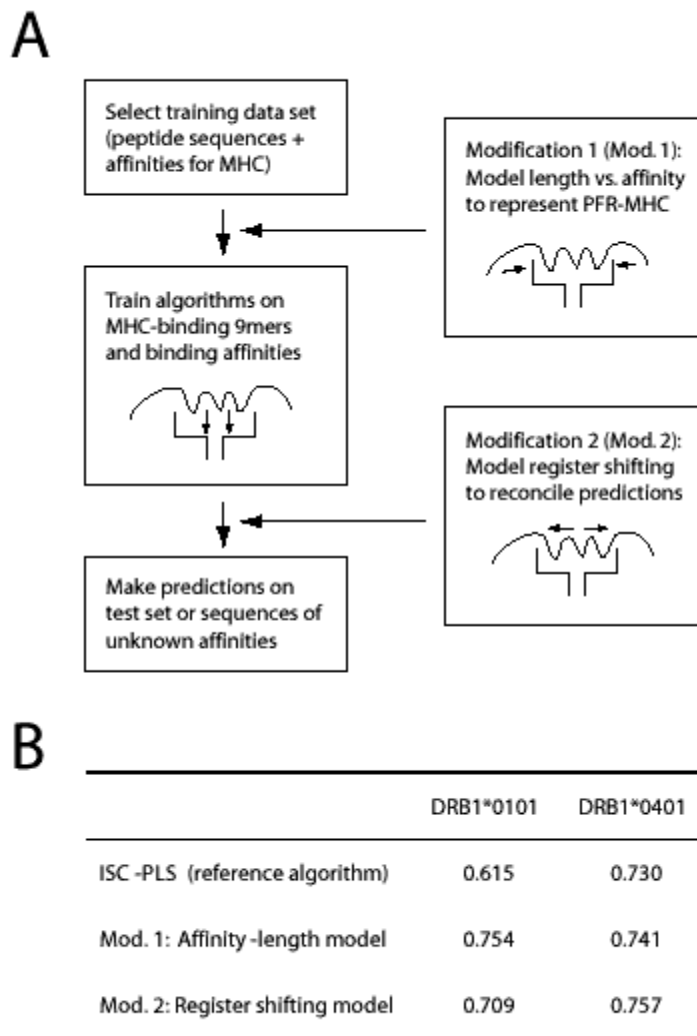 A
Select training data set
(peptide sequences +
affinities for MHC)
Modification 1 (Mod. 1):
Model length vs. affinity
to represent PFR-MHC
Train algorithms on
MHC-binding 9mers
and binding affinities
Modification 2 (Mod. 2):
Model register shifting
to reconcile predictions
Make predictions on
test set or sequences of
unknown affinities
B
DRB1*0101 DRB1*0401
ISC -PLS (reference algorithm) 0.615 0.730
Mod. 1: Affinity -length model 0.754 0.741
Mod. 2: Register shifting model 0.709 0.757